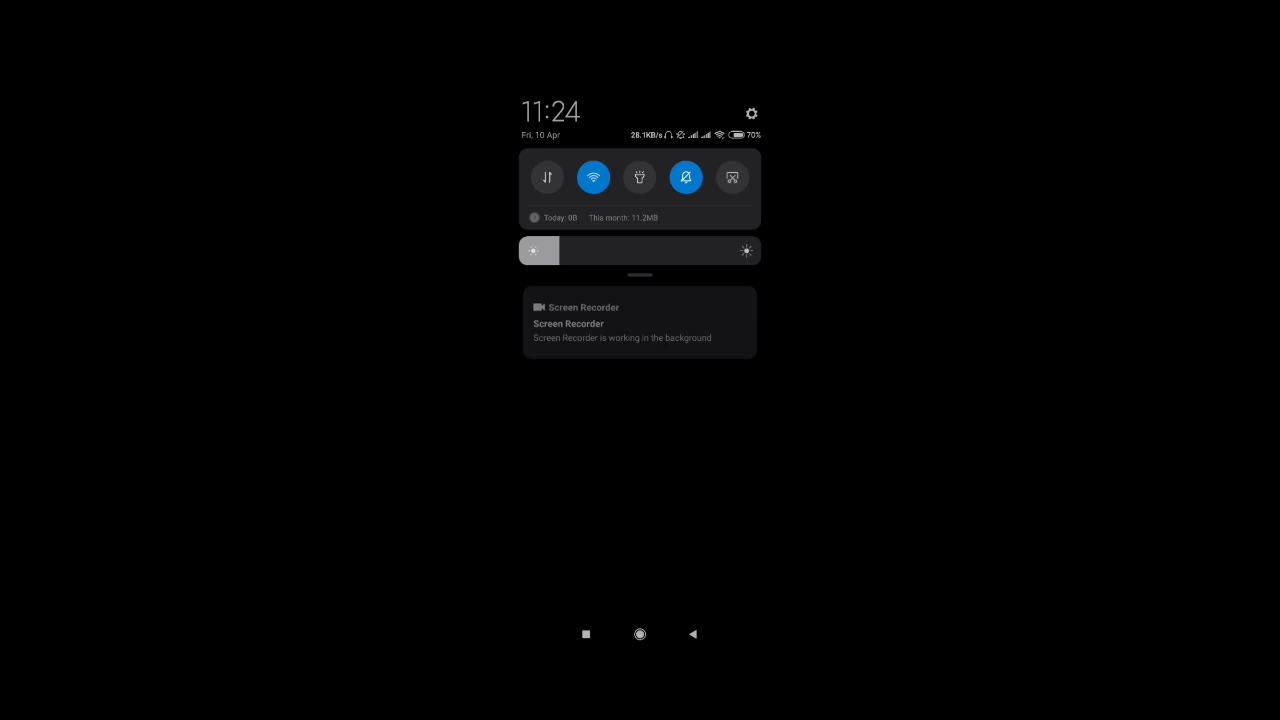 11:24
Fri, 10 Apr 28.1KB/s 70%
Today: 0B This month: 11.2MB
Screen Recorder
Screen Recorder
Screen Recorder is working in the background